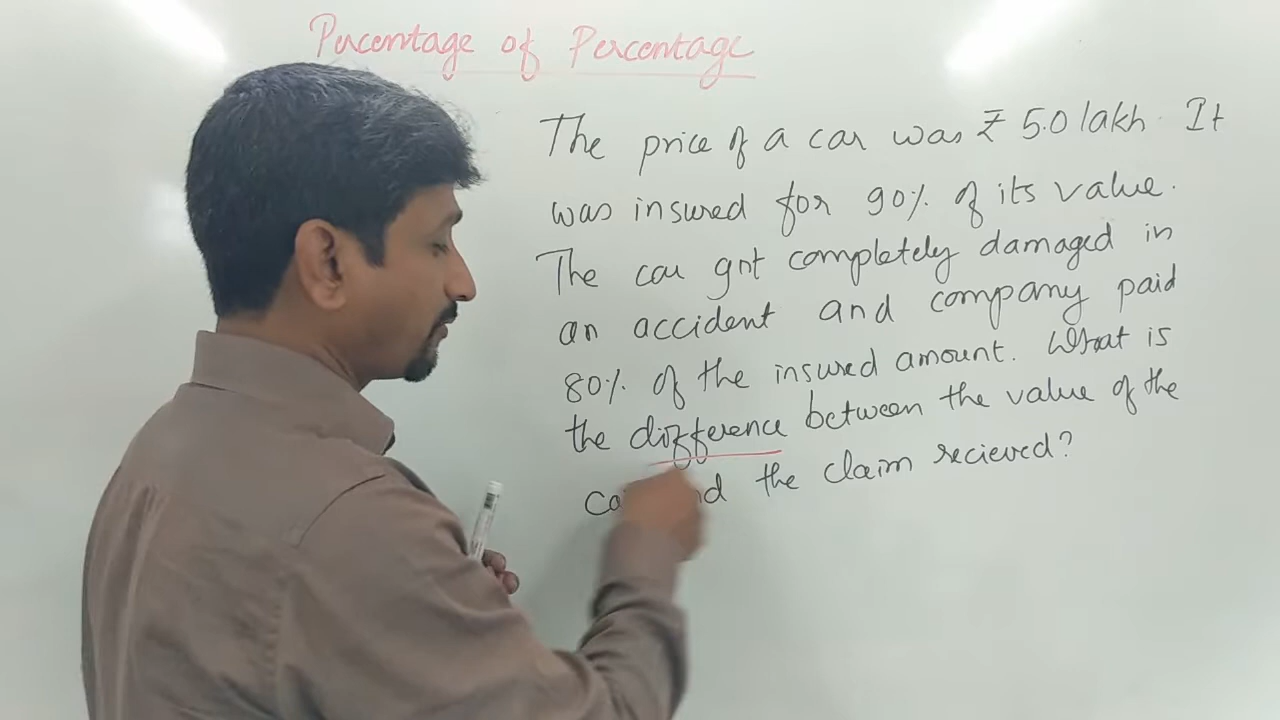 Pecentage of Percentage
The price of a car was ₹ 5.0 lakh. It
was insured for 90% of its value.
The car got completely damaged in
an accident and company paid
80% of the insured amount. What is
the difference between the value of the
the claim recieved?